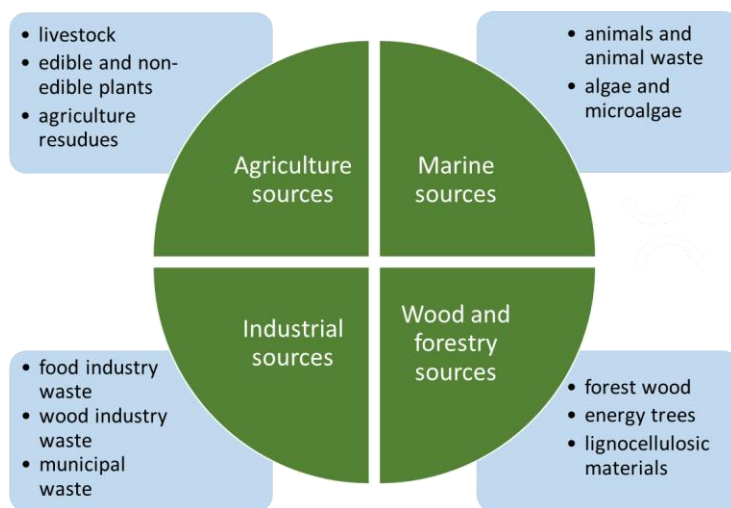 • livestock
• edible and non-
edible plants
• agriculture
resudues
• animals and
animal waste
• algae and
microalgae
Agriculture
sources
Marine
sources
Industrial
sources
Wood and
forestry
sources
• food industry
waste
• wood industry
waste
• municipal
waste
• forest wood
• energy trees
• lignocellulosic
materials